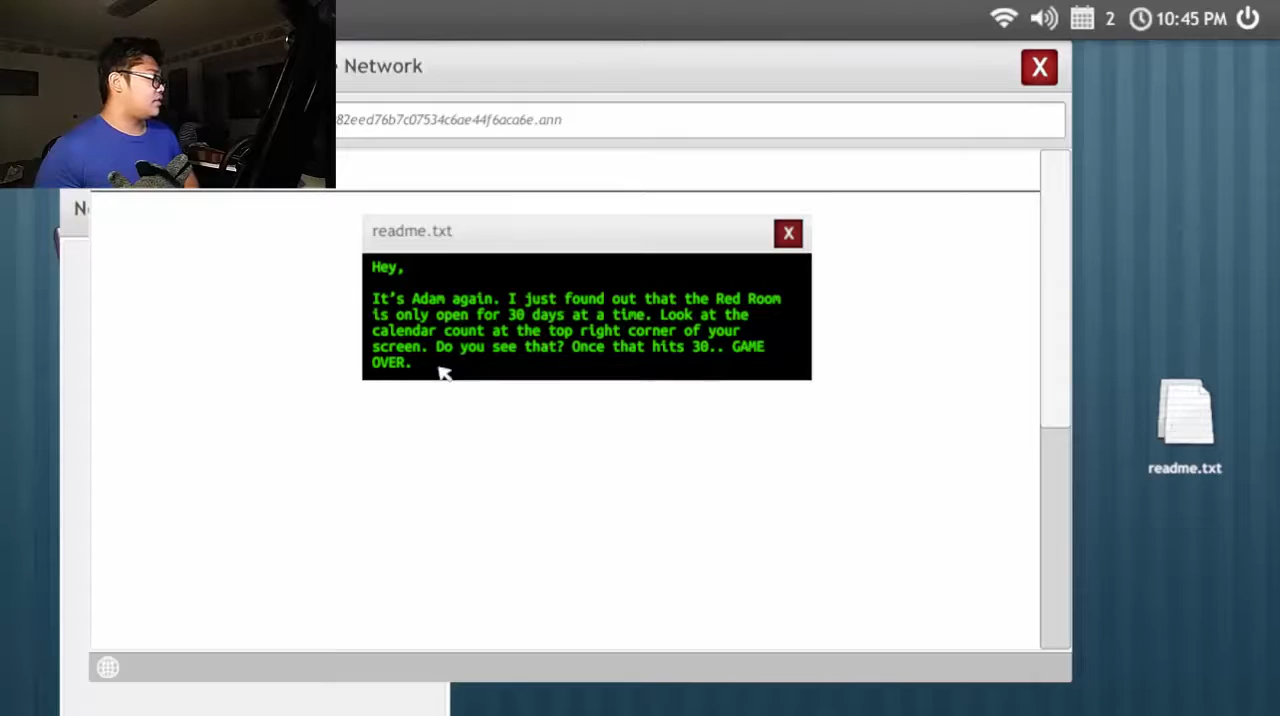 2 10:45 PM
Network X
82eed76b7c07534c6ae44f6aca6e.ann
readme.txt X
Hey,
It's Adam again. I just found out that the Red Room
is only open for 30 days at a time. Look at the
calendar count at the top right corner of your
screen. Do you see that? Once that hits 30.. GAME
OVER.
readme.txt